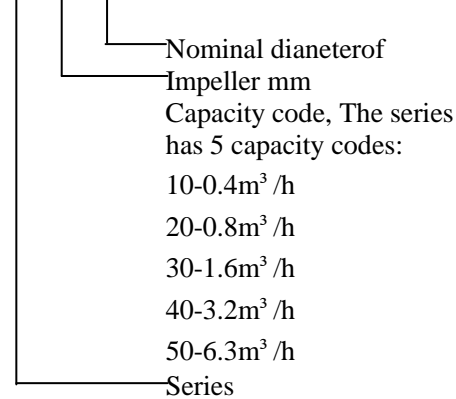 Nominal dianeterof
Impeller mm
Capacity code, The series
has 5 capacity codes:
10-0.4m³ /h
20-0.8m³ /h
30-1.6m³ /h
40-3.2m³ /h
50-6.3m³ /h
Series